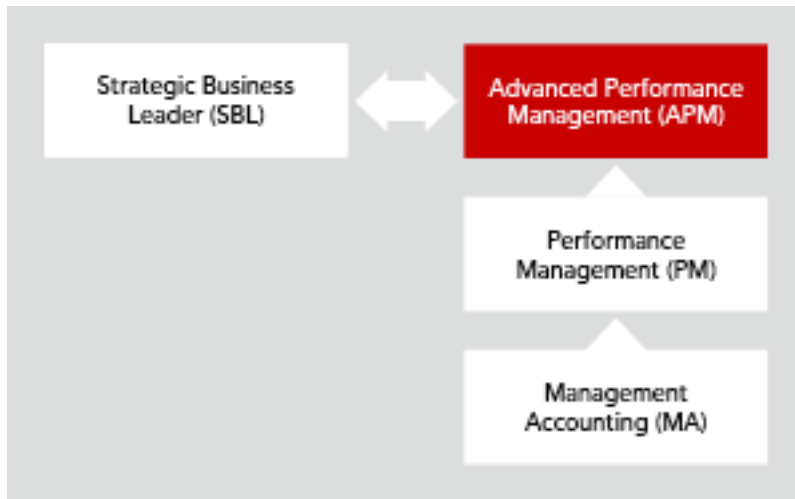 Strategic Business
Leader (SBL)
Advanced Performance
Management (APM)
Performance
Management (PM)
Management
Accounting (MA)